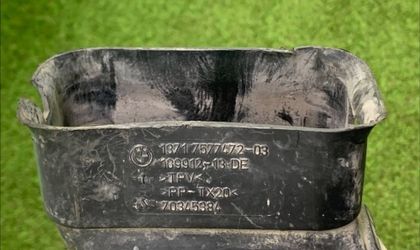 1371 7577472-03
169912-13 DE
>TPV<
>PP-TX20<
70345384